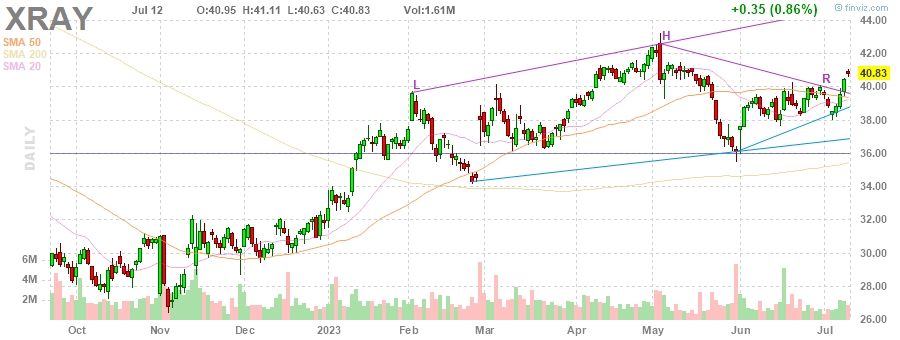 XRAY Jul 12 O:40.95 H:41.11 L:40.63 C:40.83 Vol:1.61M +0.35 (0.86%)
© finviz.com
SMA 50
SMA 200
SMA 20
DAILY
L
H
R
44.00
42.00
40.83
40.00
38.00
36.00
34.00
32.00
30.00
28.00
26.00
6M
4M
2M
Oct Nov Dec 2023 Feb Mar Apr May Jun Jul